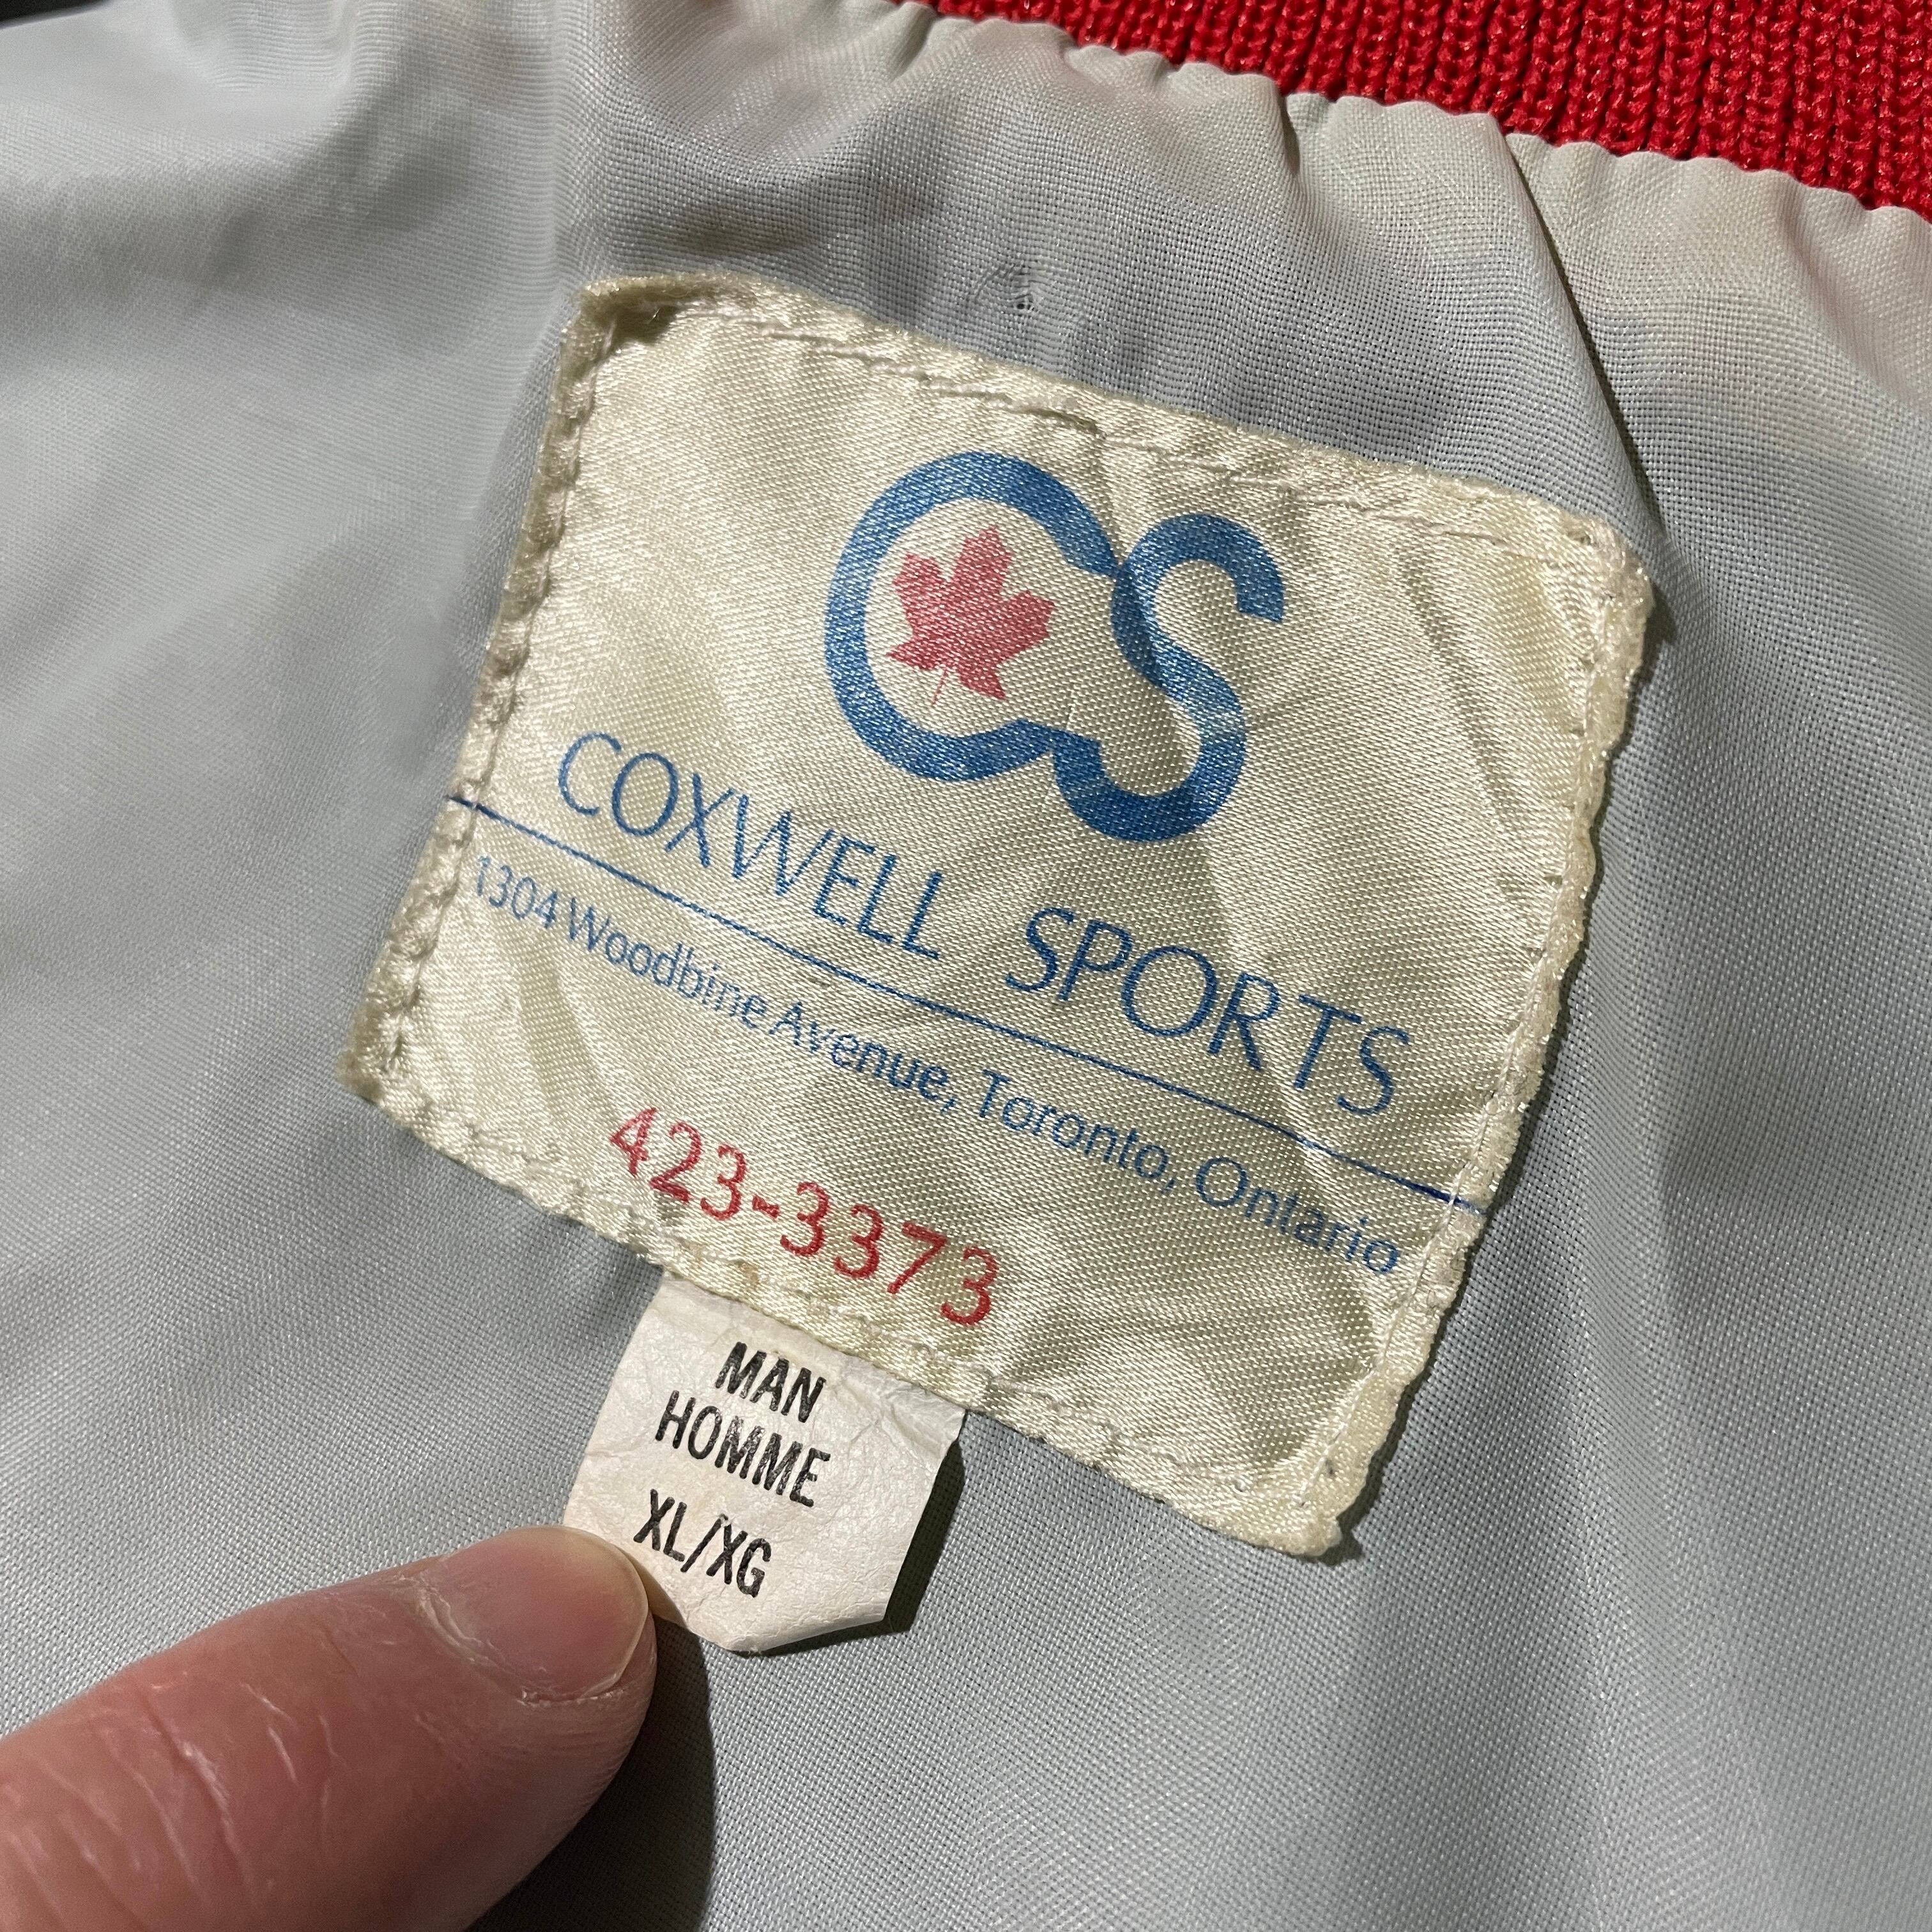 CS
COXWELL SPORTS
1304 Woodbine Avenue, Toronto, Ontario
423-3373
MAN
HOMME
XL/XG